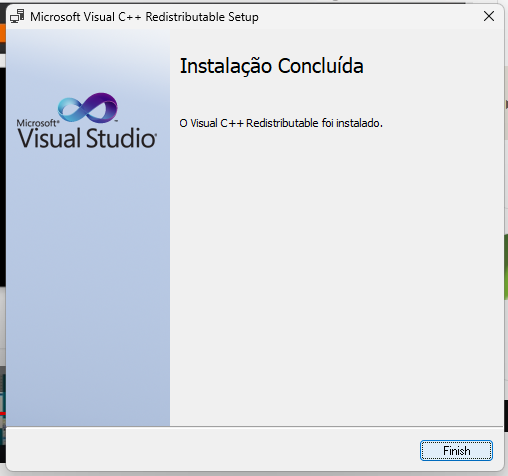 Microsoft Visual C++ Redistributable Setup
Instalação Concluída
Microsoft®
Visual Studio®
O Visual C++ Redistributable foi instalado.
Finish